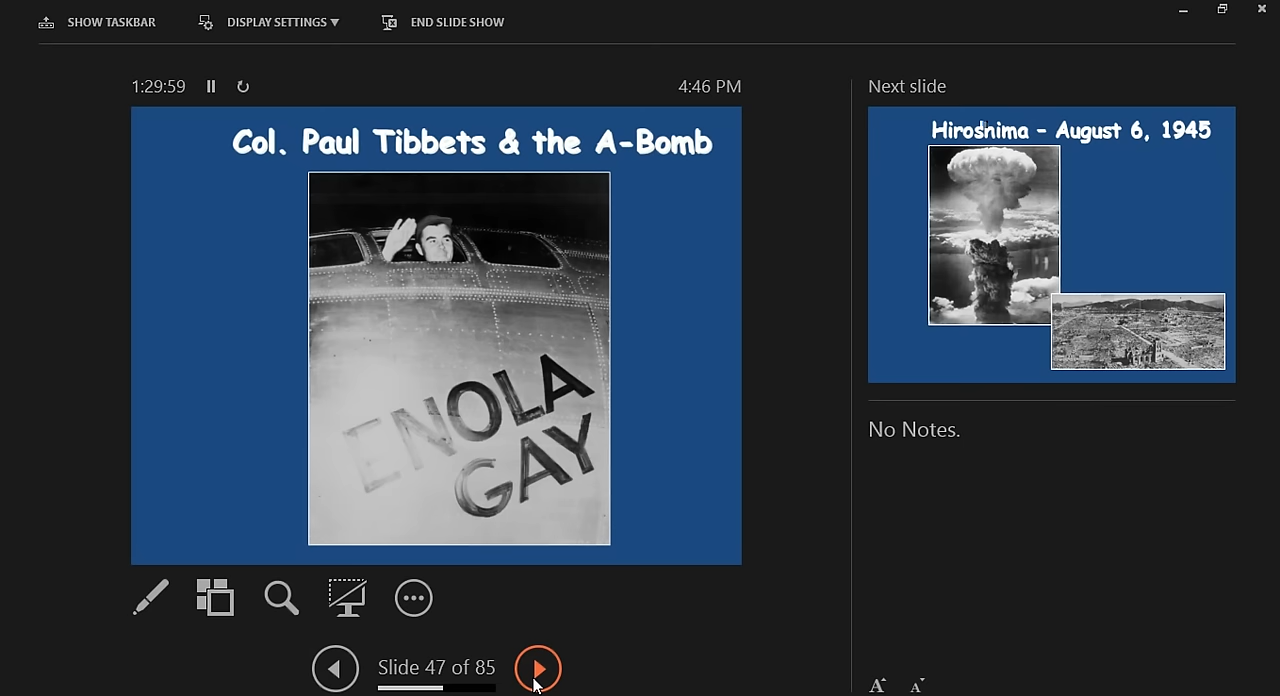 SHOW TASKBAR
DISPLAY SETTINGS
END SLIDE SHOW
1:29:59
4:46 PM
Next slide
Col. Paul Tibbets & the A-Bomb
ENOLA
GAY
Hiroshima - August 6, 1945
No Notes.
Slide 47 of 85
A A